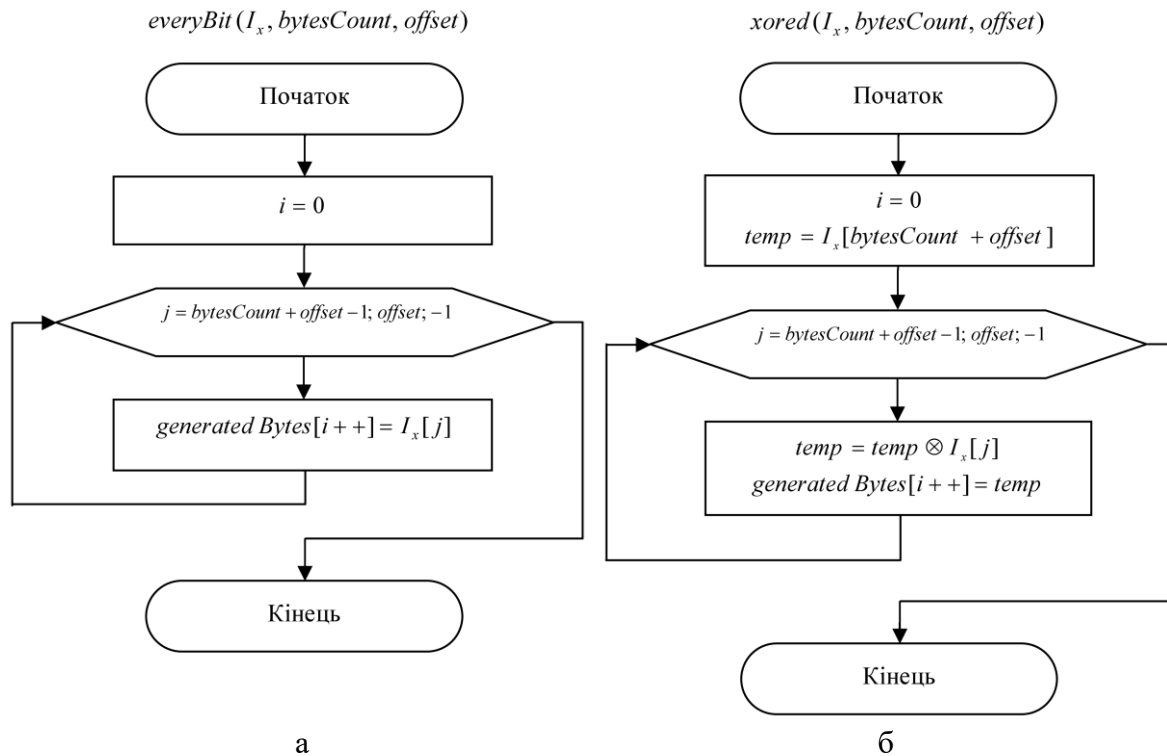 everyBit(I_x, bytesCount, offset)
Початок
i = 0
j = bytesCount + offset − 1; offset; −1
generated Bytes[i + +] = I_x[j]
Кінець
а
xored(I_x, bytesCount, offset)
Початок
i = 0
temp = I_x[bytesCount + offset]
j = bytesCount + offset − 1; offset; −1
temp = temp ⊗ I_x[j]
generated Bytes[i + +] = temp
Кінець
б